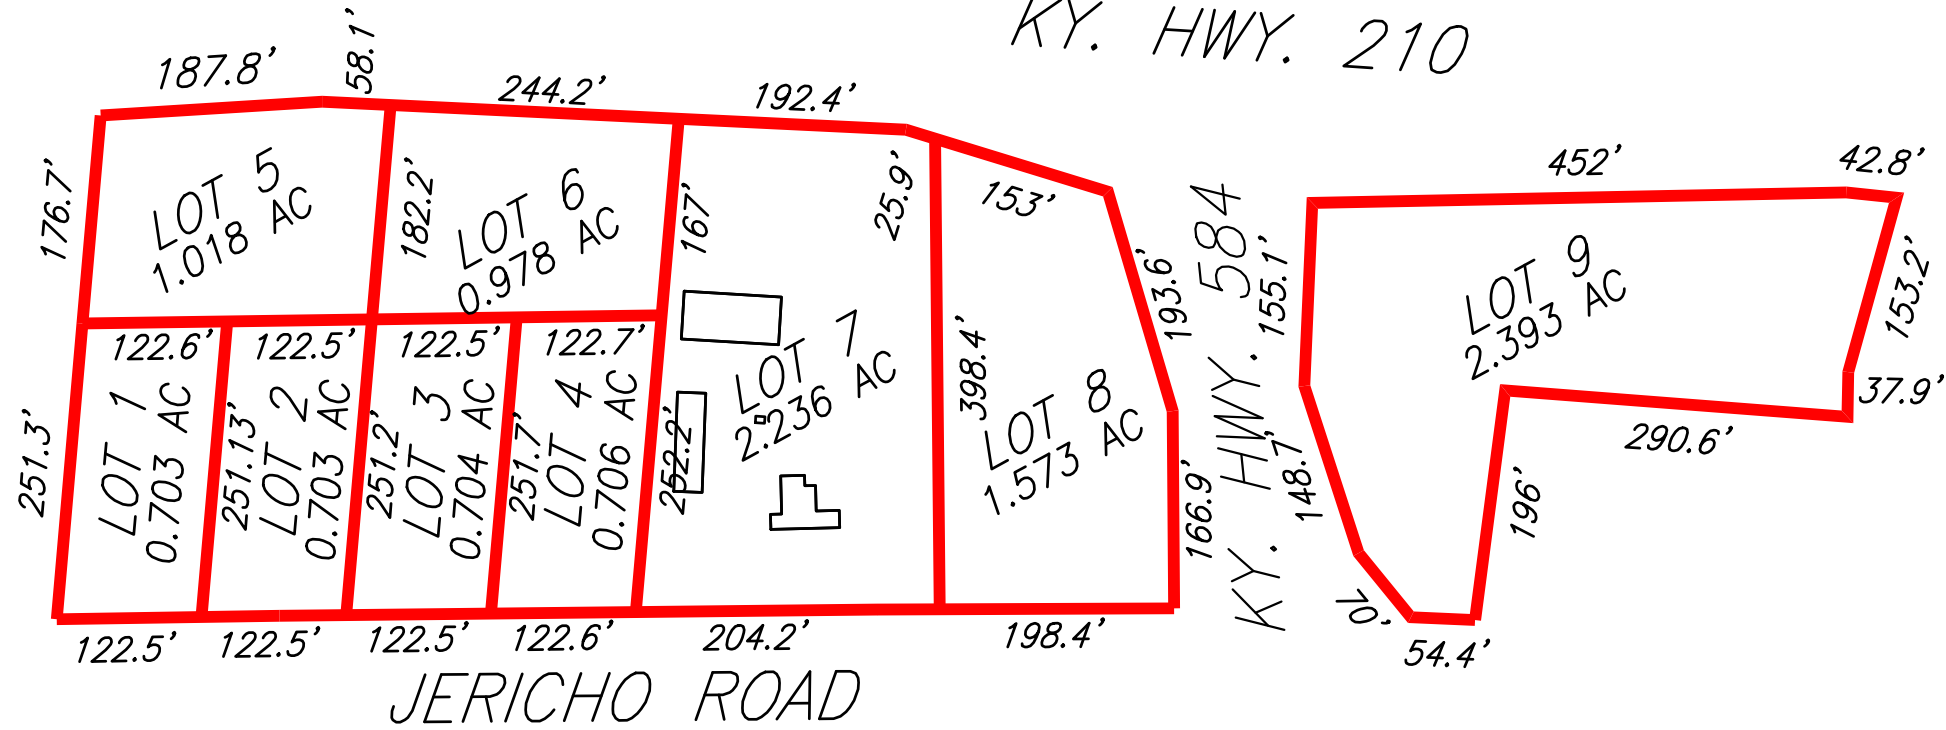 KY. HWY. 210
187.8'
58.1'
244.2'
192.4'
176.7'
LOT 5
1.018 AC
182.2'
LOT 6
0.978 AC
167'
25.9'
153'
193.6'
KY. HWY. 584
155.1'
452'
42.8'
LOT 9
2.393 AC
153.2'
37.9'
290.6'
196'
148.7'
70'
54.4'
122.6'
122.5'
122.5'
122.7'
251.3'
LOT 1
0.703 AC
251.13'
LOT 2
0.703 AC
251.2'
LOT 3
0.704 AC
251.7'
LOT 4
0.706 AC
252.2'
LOT 7
2.236 AC
398.4'
LOT 8
1.573 AC
166.9'
122.5'
122.5'
122.5'
122.6'
204.2'
198.4'
JERICHO ROAD